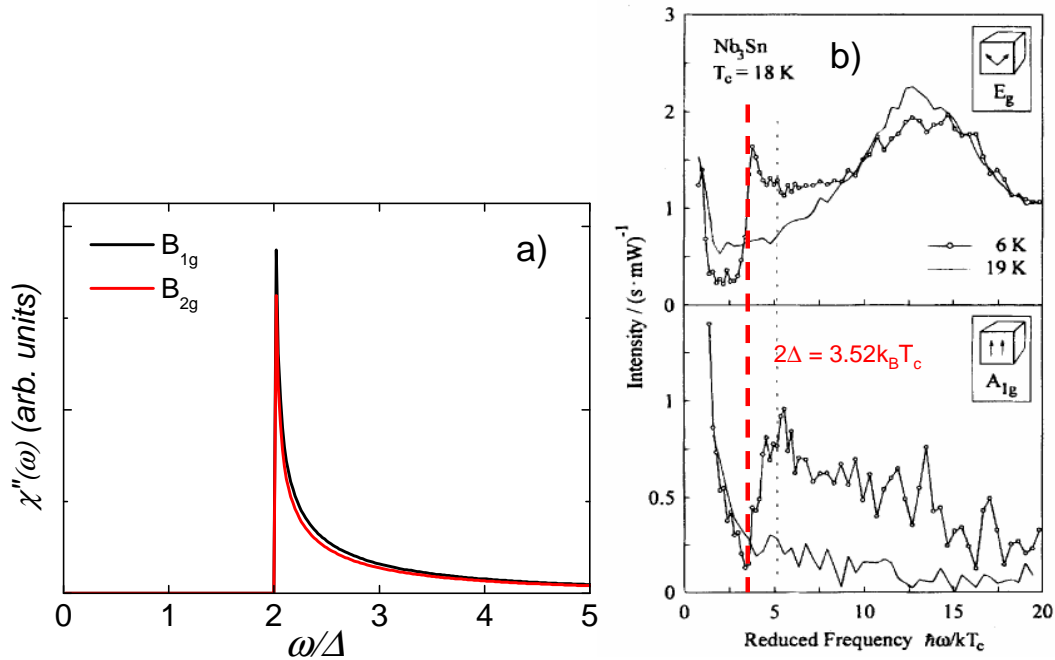 a)
B1g
B2g
χ"(ω) (arb. units)
0 1 2 3 4 5
ω/Δ
b)
Nb3Sn
Tc = 18 K
Eg
3
2
1
0
6 K
19 K
Intensity / (s·mW)⁻¹
2Δ = 3.52kBTc
A1g
1
0.5
0
0 5 10 15 20
Reduced Frequency ħω/kTc